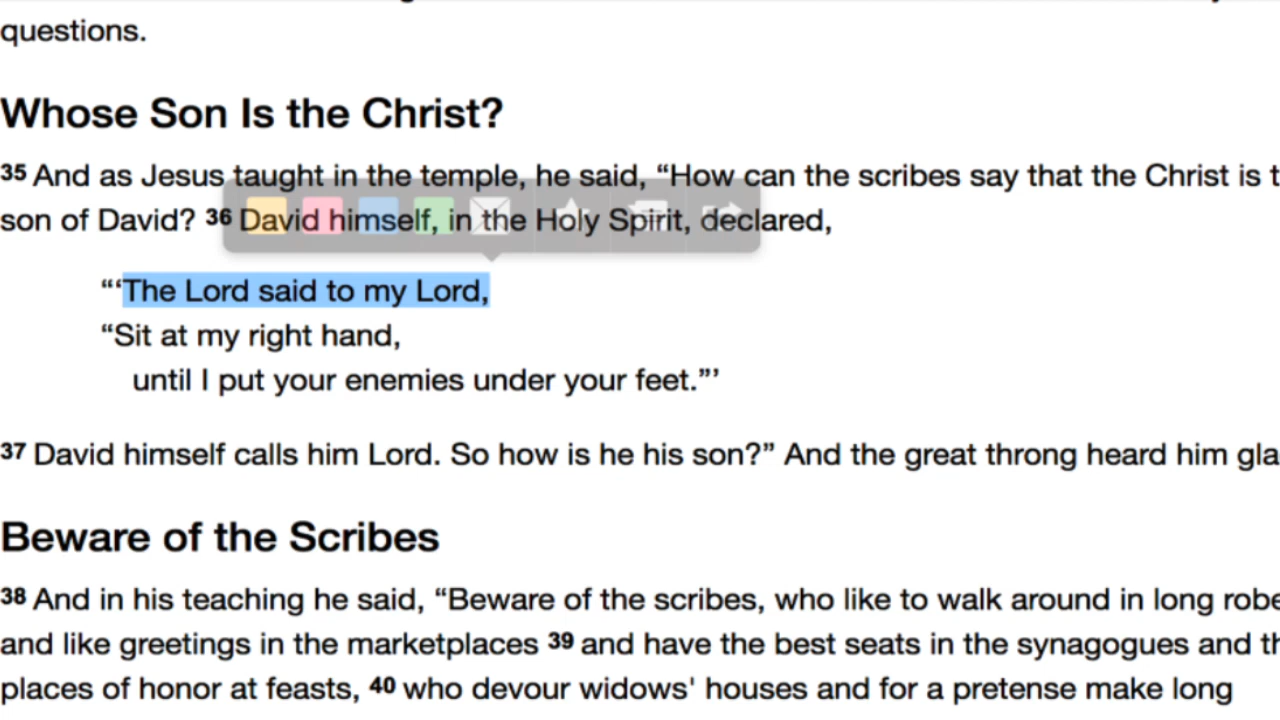 questions.
Whose Son Is the Christ?
35 And as Jesus taught in the temple, he said, “How can the scribes say that the Christ is
son of David? 36 David himself, in the Holy Spirit, declared,
“‘The Lord said to my Lord,
“Sit at my right hand,
until I put your enemies under your feet.”’
37 David himself calls him Lord. So how is he his son?” And the great throng heard him
Beware of the Scribes
38 And in his teaching he said, “Beware of the scribes, who like to walk around in long
and like greetings in the marketplaces 39 and have the best seats in the synagogues and
places of honor at feasts, 40 who devour widows' houses and for a pretense make long